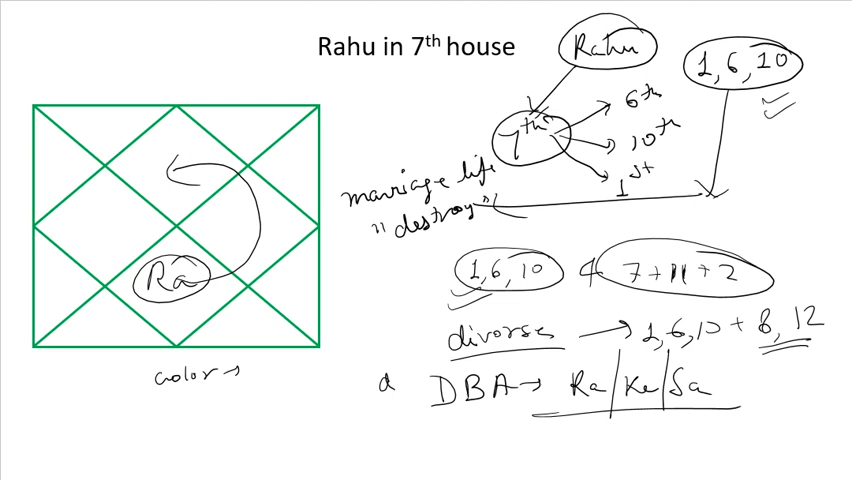 Rahu in 7th house
Rahu
1, 6, 10
7th
6th
10th
1st
marriage life
"destroy"
Ra
1, 6, 10 & 7 + 11 + 2
divorse → 1, 6, 10 + 8, 12
color →
d DBA → Ra | Ke | Sa